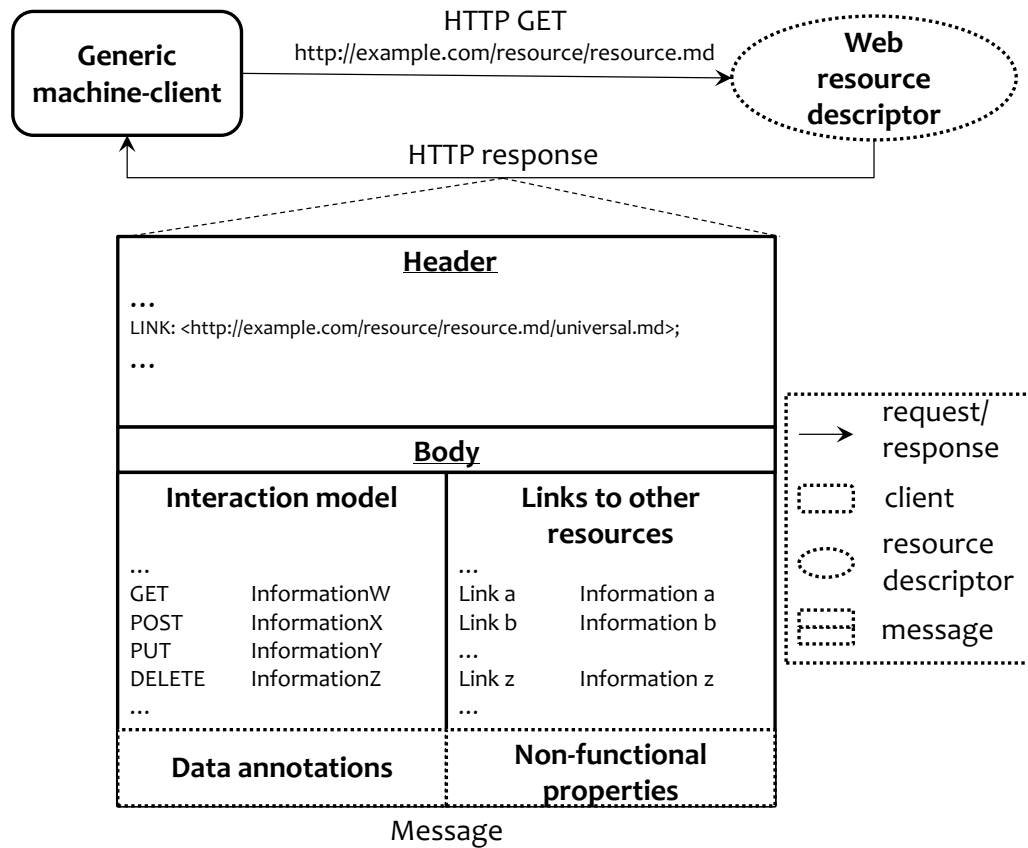 HTTP GET
http://example.com/resource/resource.md
Generic
machine-client
Web
resource
descriptor
HTTP response
Header
...
LINK: <http://example.com/resource/resource.md/universal.md>;
...
Body
Interaction model
...
GET InformationW
POST InformationX
PUT InformationY
DELETE InformationZ
...
Links to other
resources
...
Link a Information a
Link b Information b
...
Link z Information z
...
Data annotations
Non-functional
properties
Message
request/
response
client
resource
descriptor
message